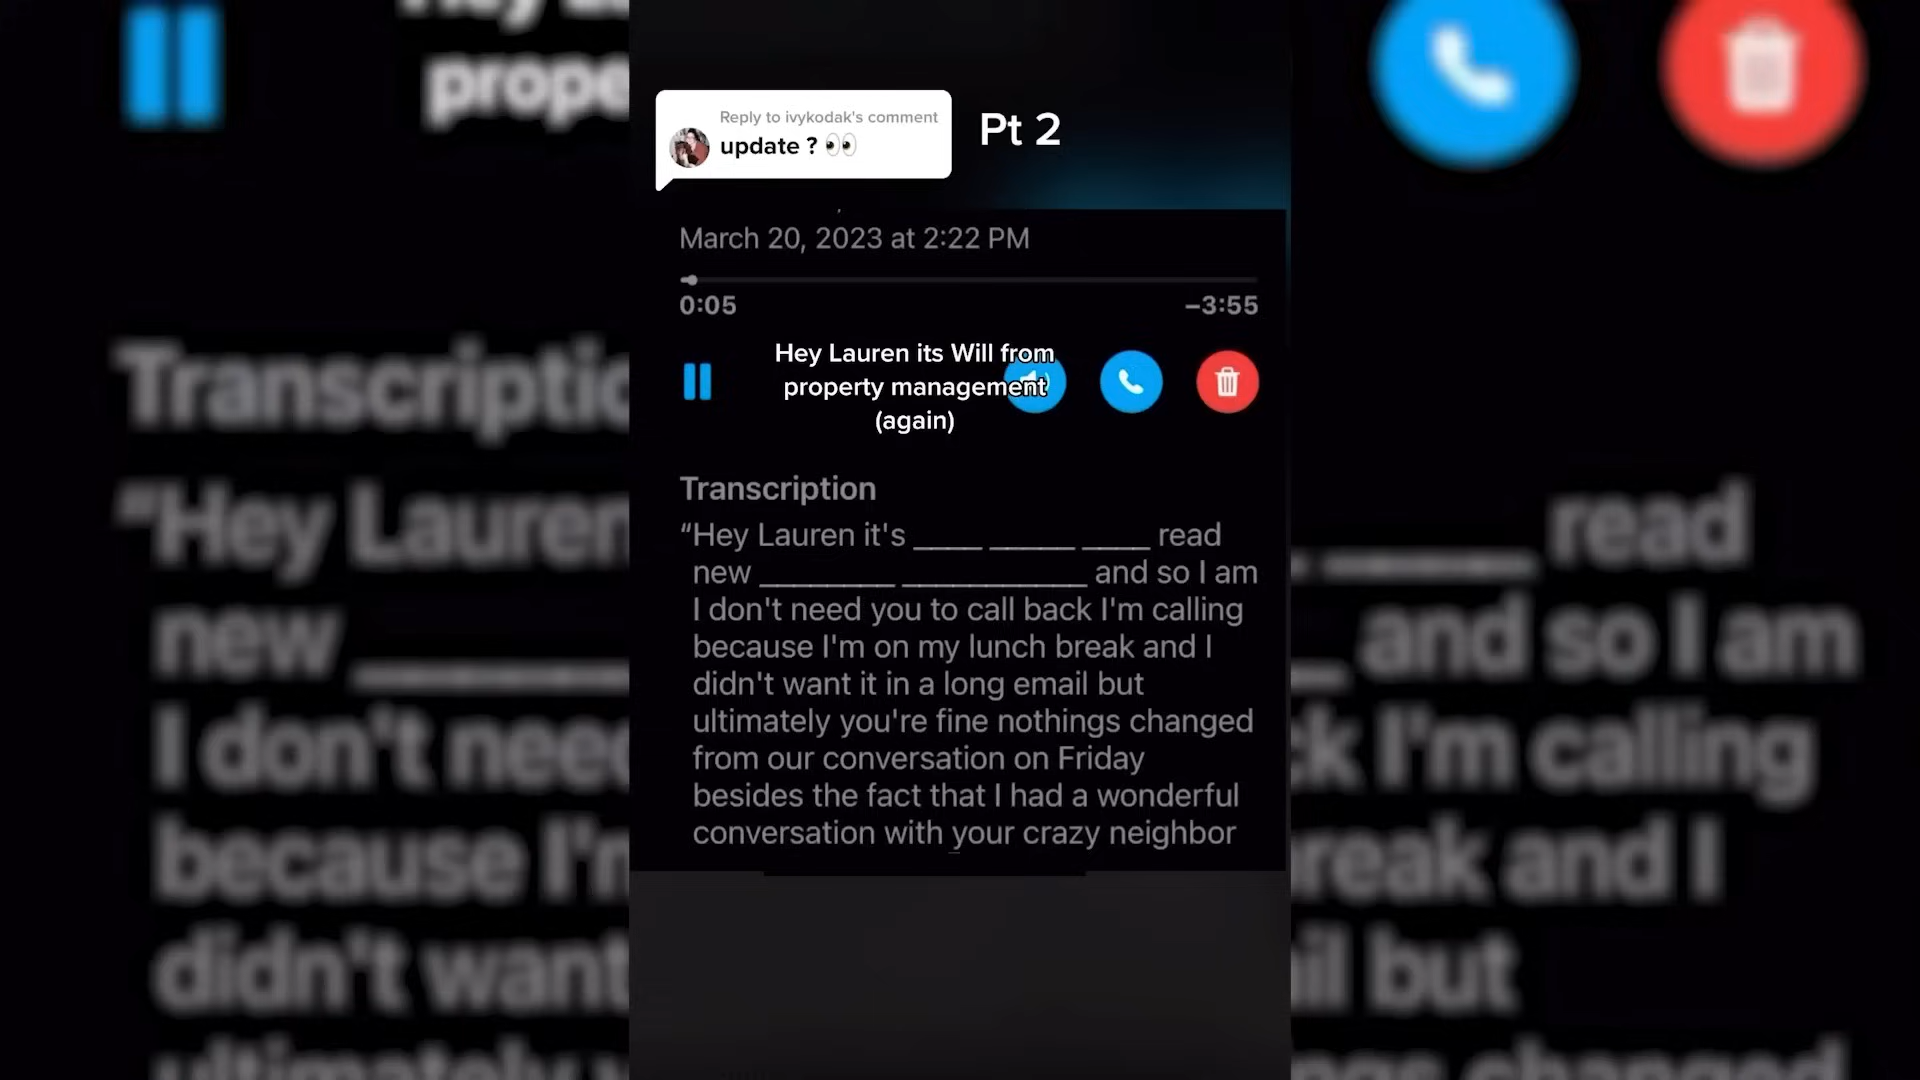 Reply to ivykodak's comment
update ? 👀
Pt 2
March 20, 2023 at 2:22 PM
0:05
–3:55
Hey Lauren its Will from
property management
(again)
Transcription
“Hey Lauren it's ____ _____ ____ read
new ________ ___________ and so I am
I don't need you to call back I'm calling
because I'm on my lunch break and I
didn't want it in a long email but
ultimately you're fine nothings changed
from our conversation on Friday
besides the fact that I had a wonderful
conversation with your crazy neighbor